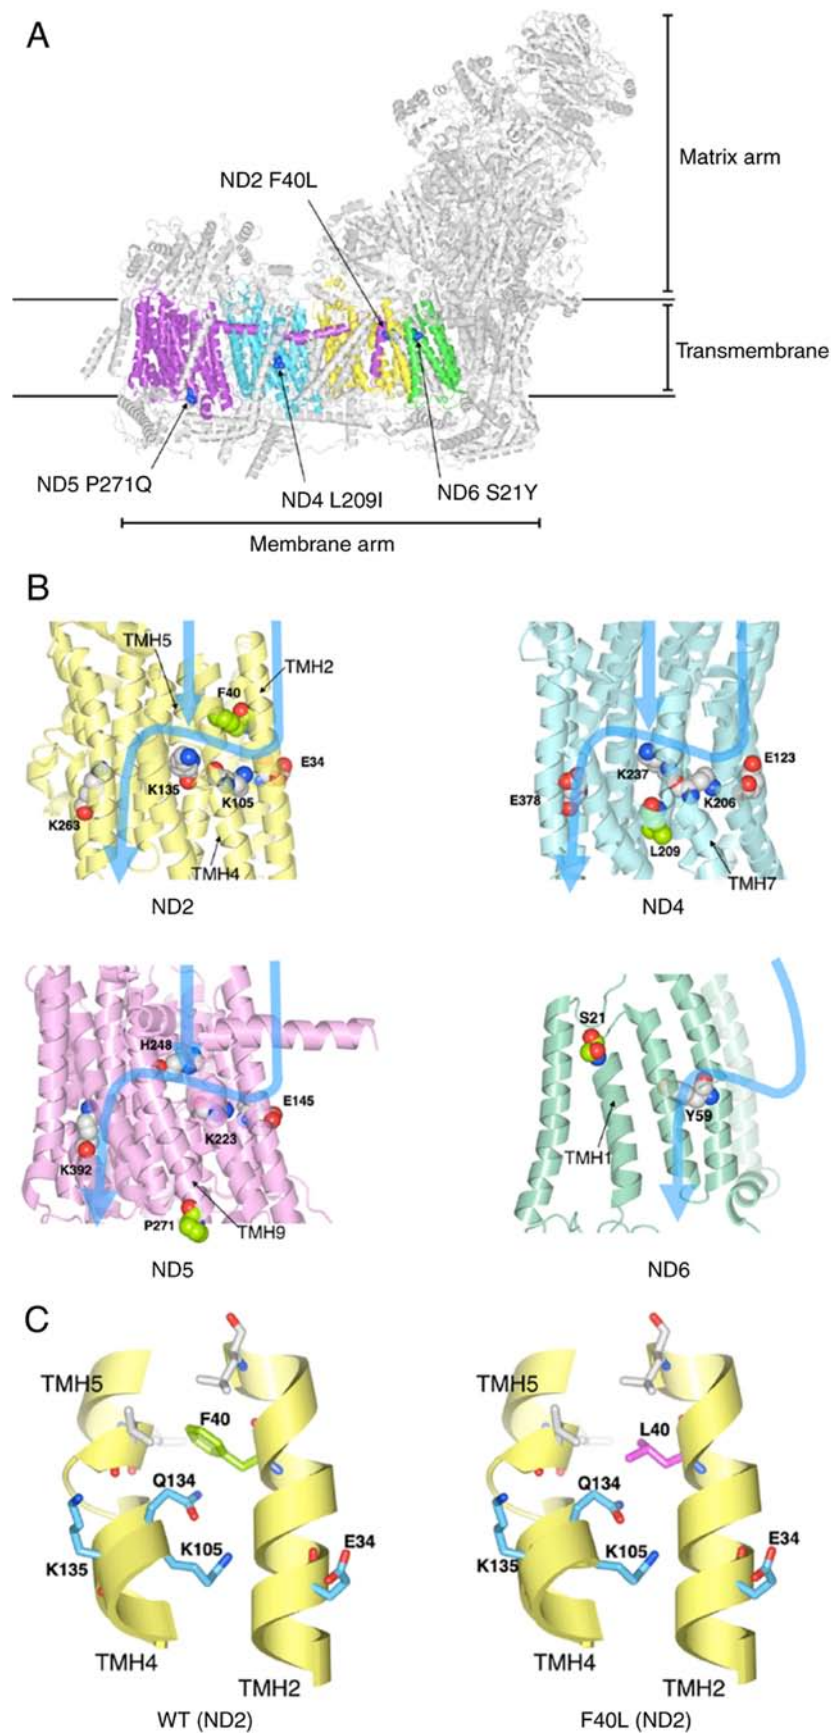 A
Matrix arm
ND2 F40L
Transmembrane
ND5 P271Q
ND4 L209I
ND6 S21Y
Membrane arm
B
TMH5
TMH2
F40
E34
K135
K105
K263
TMH4
ND2
E123
K237
K206
E378
L209
TMH7
ND4
H248
E145
K223
K392
P271
TMH9
ND5
S21
Y59
TMH1
ND6
C
TMH5
F40
Q134
K105
E34
K135
TMH4
TMH2
WT (ND2)
TMH5
L40
Q134
K105
E34
K135
TMH4
TMH2
F40L (ND2)